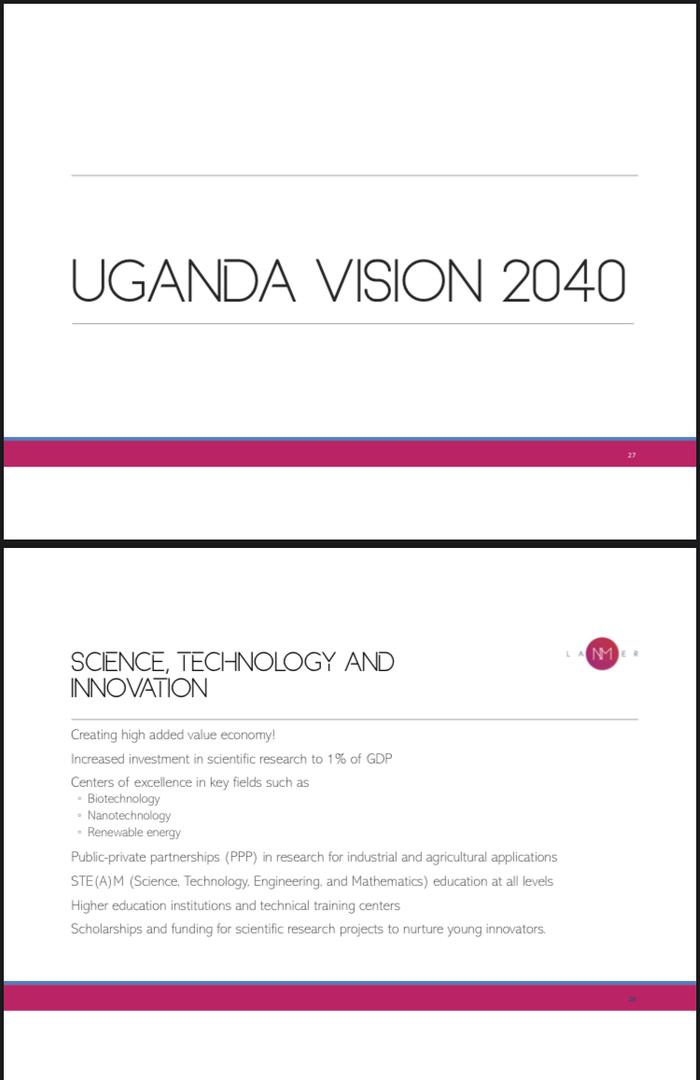 UGANDA VISION 2040
27
SCIENCE, TECHNOLOGY AND
INNOVATION
LANMER
Creating high added value economy!
Increased investment in scientific research to 1% of GDP
Centers of excellence in key fields such as
Biotechnology
Nanotechnology
Renewable energy
Public-private partnerships (PPP) in research for industrial and agricultural applications
STE(A)M (Science, Technology, Engineering, and Mathematics) education at all levels
Higher education institutions and technical training centers
Scholarships and funding for scientific research projects to nurture young innovators.
28